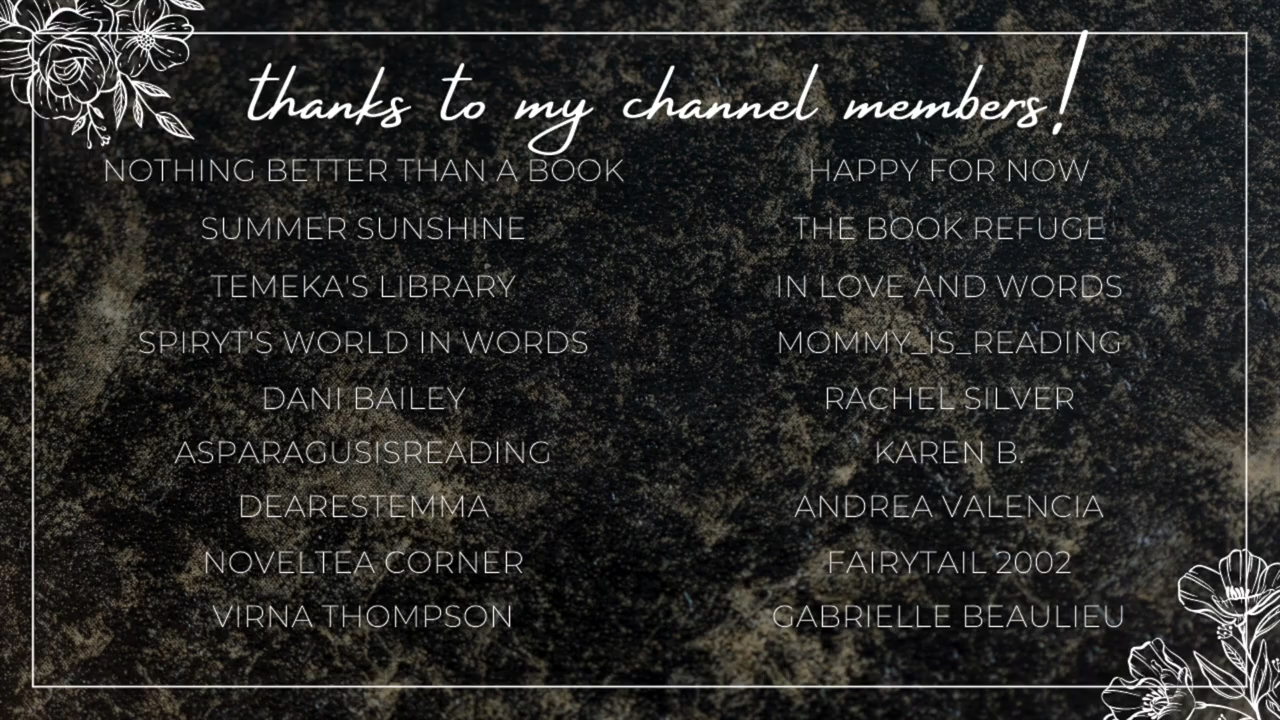 thanks to my channel members!
NOTHING BETTER THAN A BOOK
SUMMER SUNSHINE
TEMEKA'S LIBRARY
SPIRYT'S WORLD IN WORDS
DANI BAILEY
ASPARAGUSISREADING
DEARESTEMMA
NOVELTEA CORNER
VIRNA THOMPSON
HAPPY FOR NOW
THE BOOK REFUGE
IN LOVE AND WORDS
MOMMY_IS_READING
RACHEL SILVER
KAREN B.
ANDREA VALENCIA
FAIRYTAIL 2002
GABRIELLE BEAULIEU